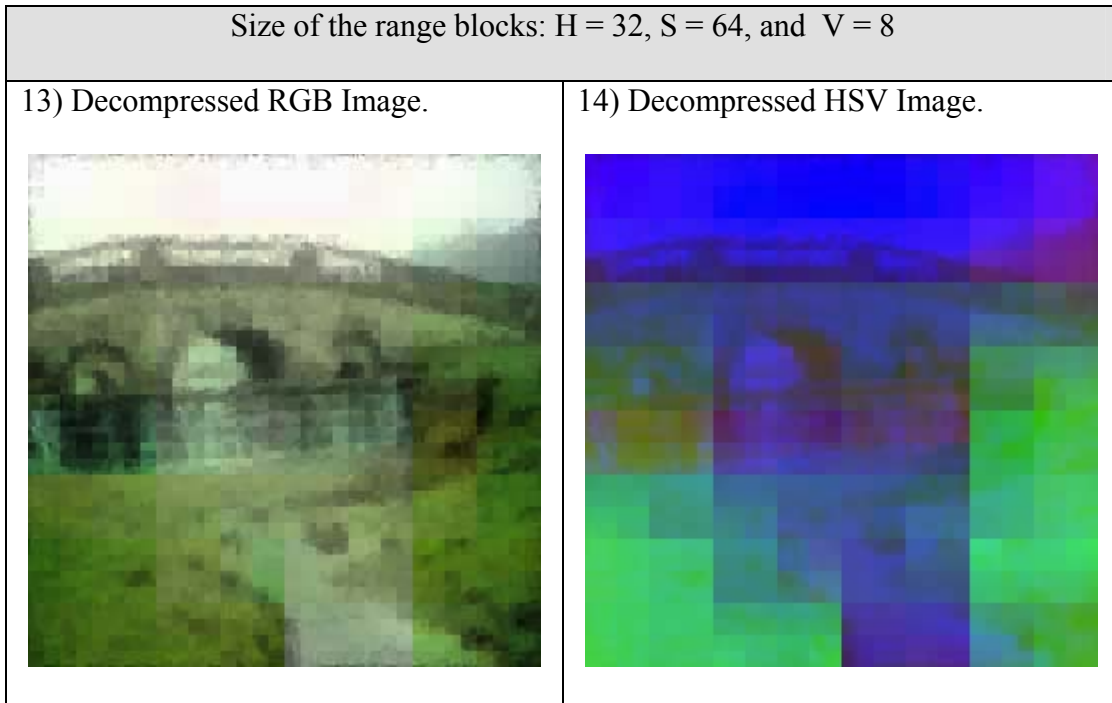 Size of the range blocks: H = 32, S = 64, and V = 8
13) Decompressed RGB Image.
14) Decompressed HSV Image.